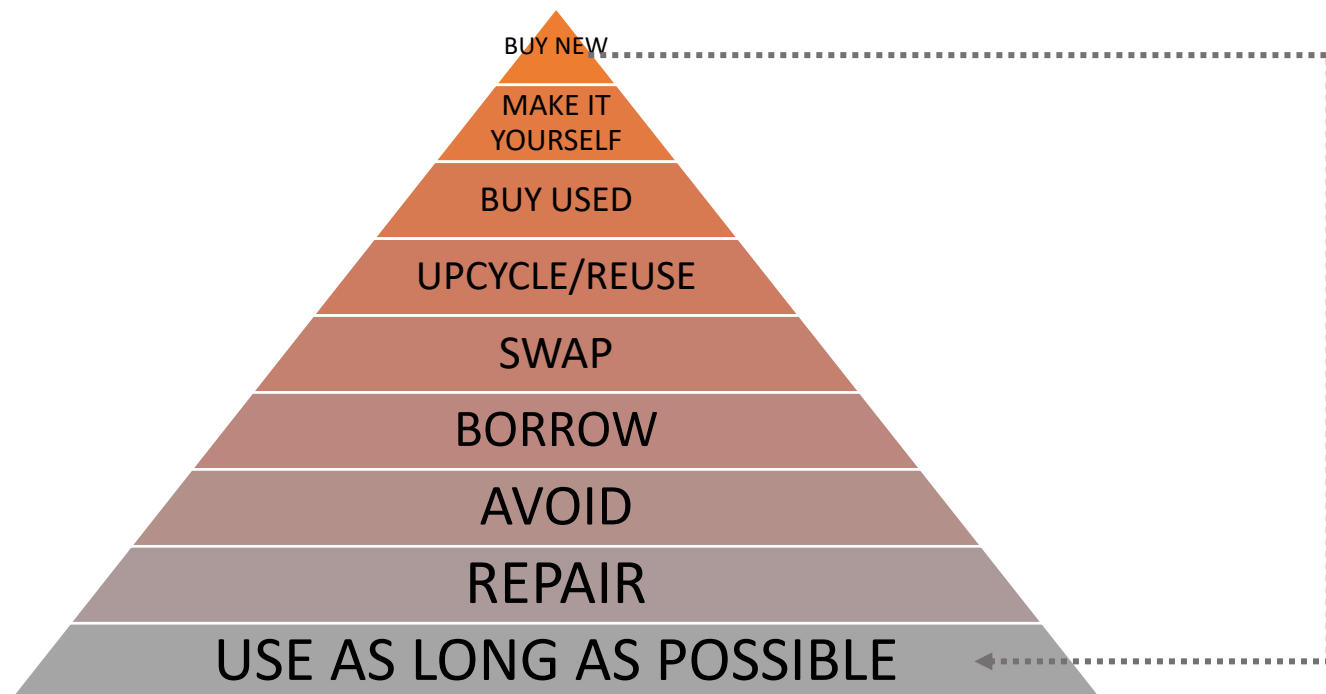 BUY NEW
MAKE IT
YOURSELF
BUY USED
UPCYCLE/REUSE
SWAP
BORROW
AVOID
REPAIR
USE AS LONG AS POSSIBLE